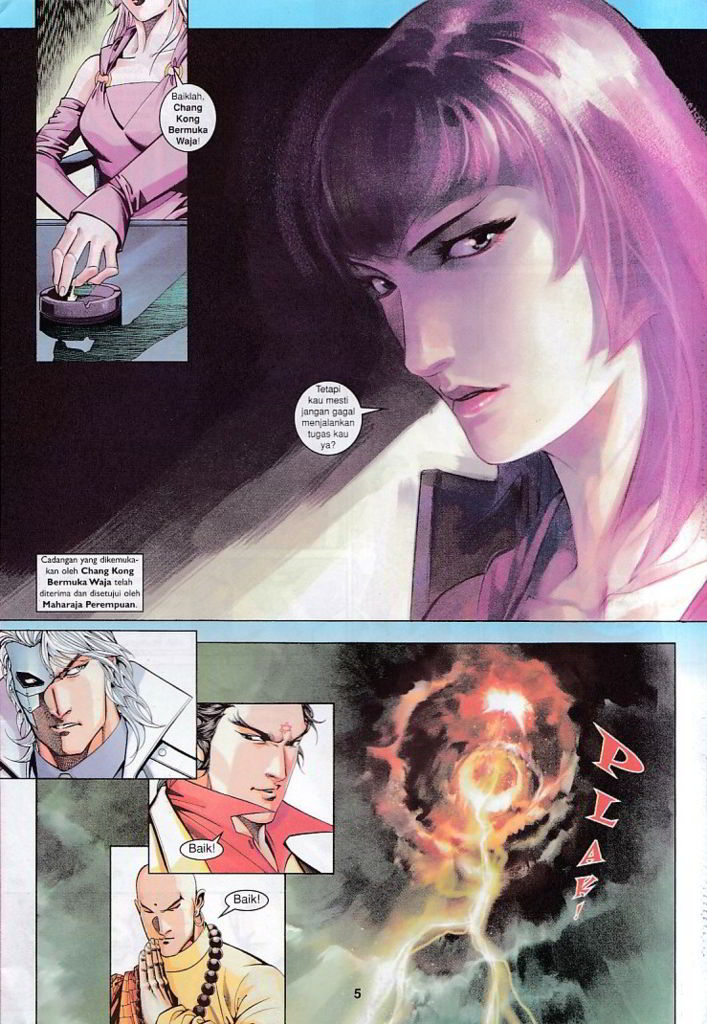 Baiklah,
Chang
Kong
Bermuka
Waja!
Tetapi
kau mesti
jangan gagal
menjalankan
tugas kau
ya?
Cadangan yang dikemuka-
kan oleh Chang Kong
Bermuka Waja telah
diterima dan disetujui oleh
Maharaja Perempuan.
Baik!
Baik!
PLAK!
5